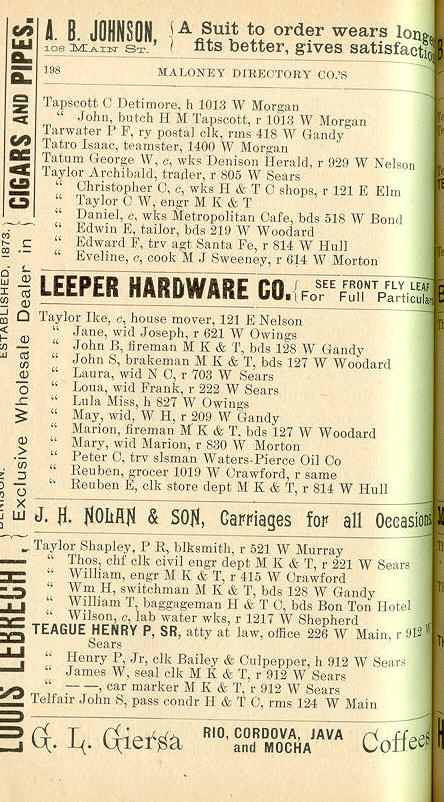 A. B. JOHNSON,
108 MAIN ST.
A Suit to order wears longe
fits better, gives satisfactio
198 MALONEY DIRECTORY CO.'S
Tapscott C Detimore, h 1013 W Morgan
“ John, butch H M Tapscott, r 1013 W Morgan
Tarwater P F, ry postal clk, rms 418 W Gandy
Tatro Isaac, teamster, 1400 W Morgan
Tatum George W, c, wks Denison Herald, r 929 W Nelson
Taylor Archibald, trader, r 805 W Sears
“ Christopher C, c, wks H & T C shops, r 121 E Elm
“ Taylor C W, engr M K & T
“ Daniel, c, wks Metropolitan Cafe, bds 518 W Bond
“ Edwin E, tailor, bds 219 W Woodard
“ Edward F, trv agt Santa Fe, r 814 W Hull
“ Eveline, c, cook M J Sweeney, r 614 W Morton
LEEPER HARDWARE CO.
SEE FRONT FLY LEAF
For Full Particulars
Taylor Ike, c, house mover, 121 E Nelson
“ Jane, wid Joseph, r 621 W Owings
“ John B, fireman M K & T, bds 128 W Gandy
“ John S, brakeman M K & T, bds 127 W Woodard
“ Laura, wid N C, r 703 W Sears
“ Loua, wid Frank, r 222 W Sears
“ Lula Miss, h 827 W Owings
“ May, wid, W H, r 209 W Gandy
“ Marion, fireman M K & T, bds 127 W Woodard
“ Mary, wid Marion, r 830 W Morton
“ Peter C, trv slsman Waters-Pierce Oil Co
“ Reuben, grocer 1019 W Crawford, r same
“ Reuben E, clk store dept M K & T, r 814 W Hull
J. H. NOLAN & SON, Carriages for all Occasions.
Taylor Shapley, P R, blksmith, r 521 W Murray
“ Thos, chf clk civil engr dept M K & T, r 221 W Sears
“ William, engr M K & T, r 415 W Crawford
“ Wm H, switchman M K & T, bds 128 W Gandy
“ William T, baggageman H & T C, bds Bon Ton Hotel
“ Wilson, c, lab water wks, r 1217 W Shepherd
TEAGUE HENRY P, SR, atty at law, office 226 W Main, r 912 W
Sears
“ Henry P, Jr, clk Bailey & Culpepper, h 912 W Sears
“ James W, seal clk M K & T, r 912 W Sears
“ — —, car marker M K & T, r 912 W Sears
Telfair John S, pass condr H & T C, rms 124 W Main
G. L. Giersa
RIO, CORDOVA, JAVA
and MOCHA
Coffees
LOUIS LEBRECHT,
DENISON.
ESTABLISHED, 1873.
Exclusive Wholesale Dealer in
CIGARS AND PIPES.